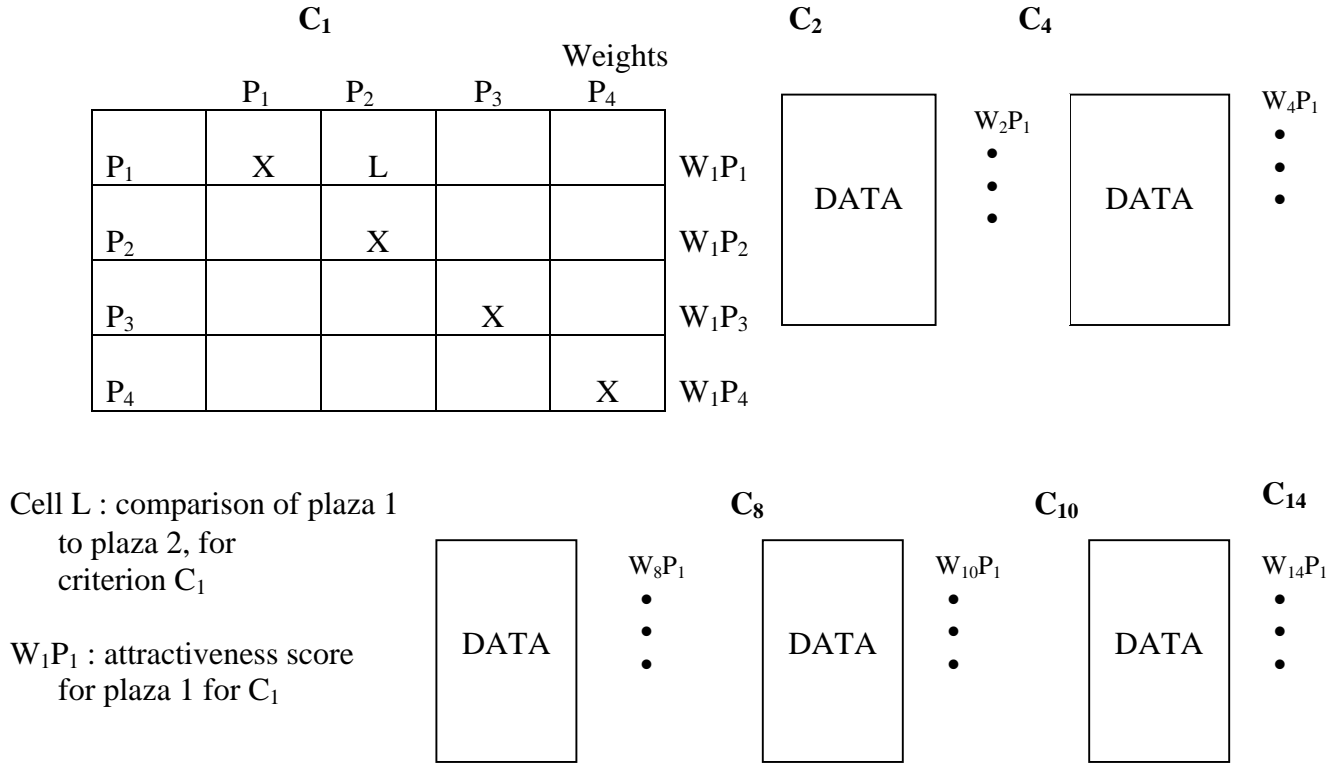 C₁ C₂ C₄
Weights
P₁ P₂ P₃ P₄
W₂P₁ W₄P₁
P₁ X L W₁P₁
DATA • • • DATA • • •
P₂ X W₁P₂
P₃ X W₁P₃
P₄ X W₁P₄
Cell L : comparison of plaza 1
to plaza 2, for
criterion C₁
W₁P₁ : attractiveness score
for plaza 1 for C₁
C₈ C₁₀ C₁₄
W₈P₁ W₁₀P₁ W₁₄P₁
DATA • • • DATA • • • DATA • • •